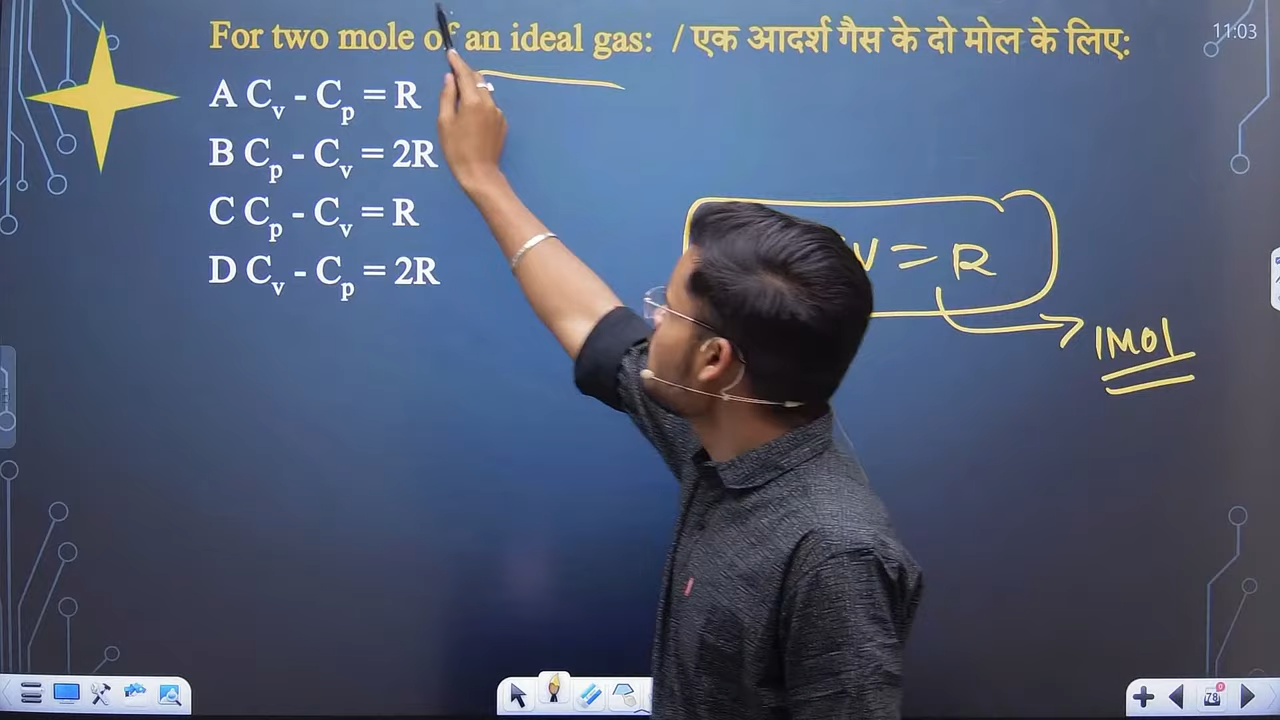 For two mole of an ideal gas: / एक आदर्श गैस के दो मोल के लिए:
11:03
A Cv - Cp = R
B Cp - Cv = 2R
C Cp - Cv = R
D Cv - Cp = 2R
V = R
1 Mol
78